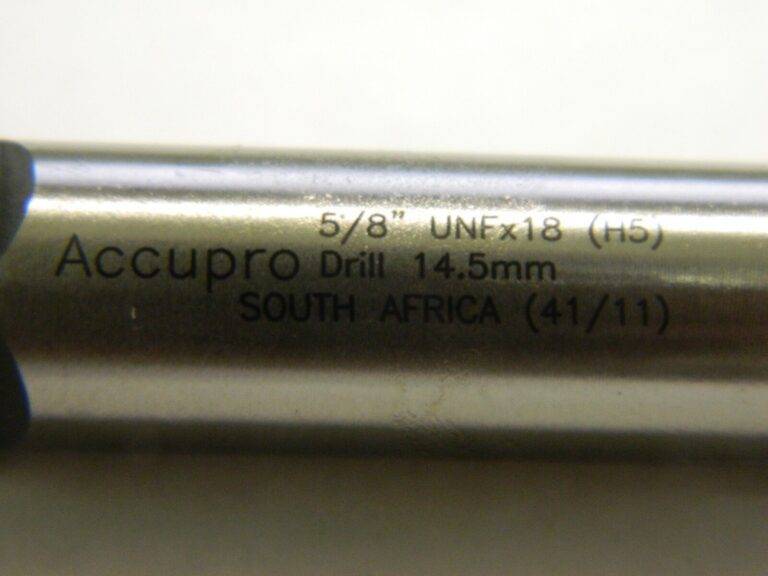 5/8" UNFx18 (H5)
Accupro Drill 14.5mm
SOUTH AFRICA (41/11)